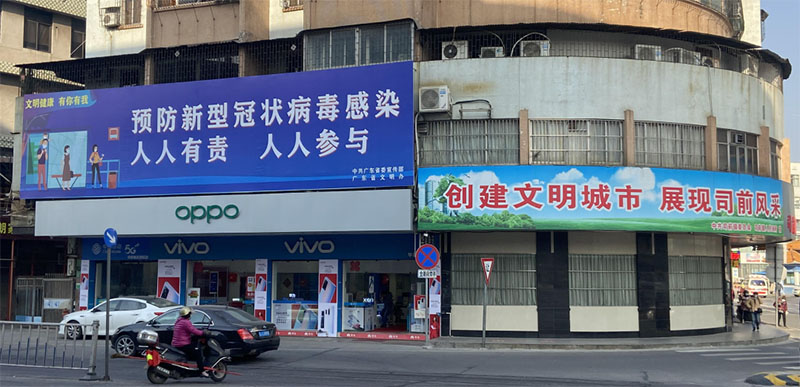 文明健康 有你有我
预防新型冠状病毒感染
人人有责 人人参与
中共广东省委宣传部
广东省文明办
oppo
创建文明城市 展现司前风采
vivo
vivo
5G